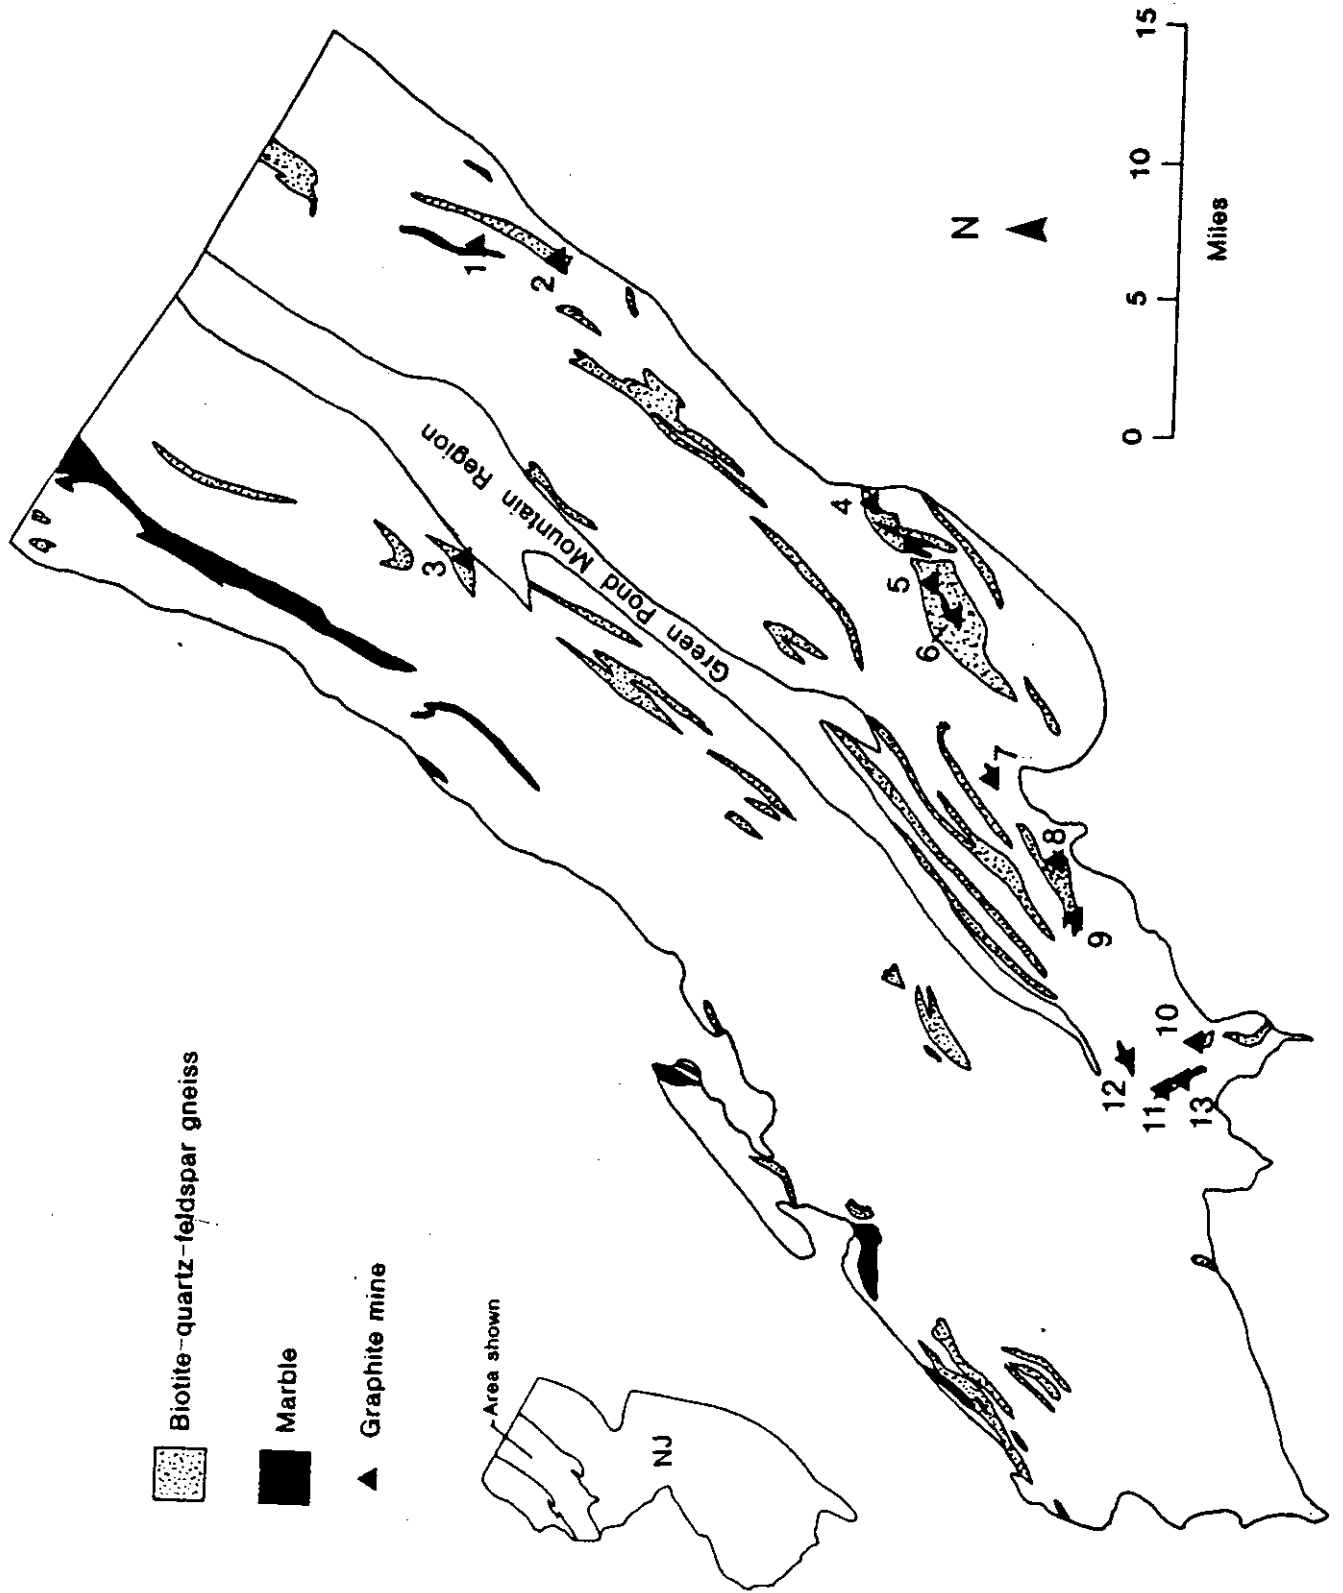 Biotite-quartz-feldspar gneiss
Marble
Graphite mine
Area shown
NJ
Green Pond Mountain Region
1
2
3
4
5
6
7
8
9
10
11
12
13
N
0 5 10 15
Miles